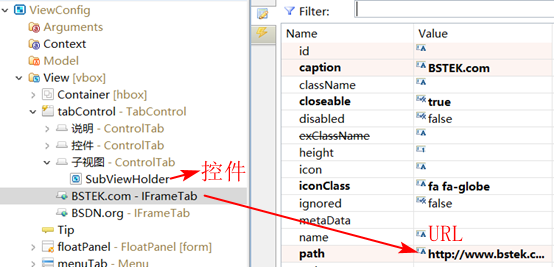 ViewConfig
Arguments
Context
Model
View [vbox]
Container [hbox]
tabControl - TabControl
说明 - ControlTab
控件 - ControlTab
子视图 - ControlTab
SubViewHolder
控件
BSTEK.com - IFrameTab
BSDN.org - IFrameTab
Tip
floatPanel - FloatPanel [form]
menuTab - MenuTab
Filter:
Name Value
id
caption BSTEK.com
className
closeable true
disabled false
exClassName
height
icon
iconClass fa fa-globe
ignored false
metaData
name URL
path http://www.bstek.c...